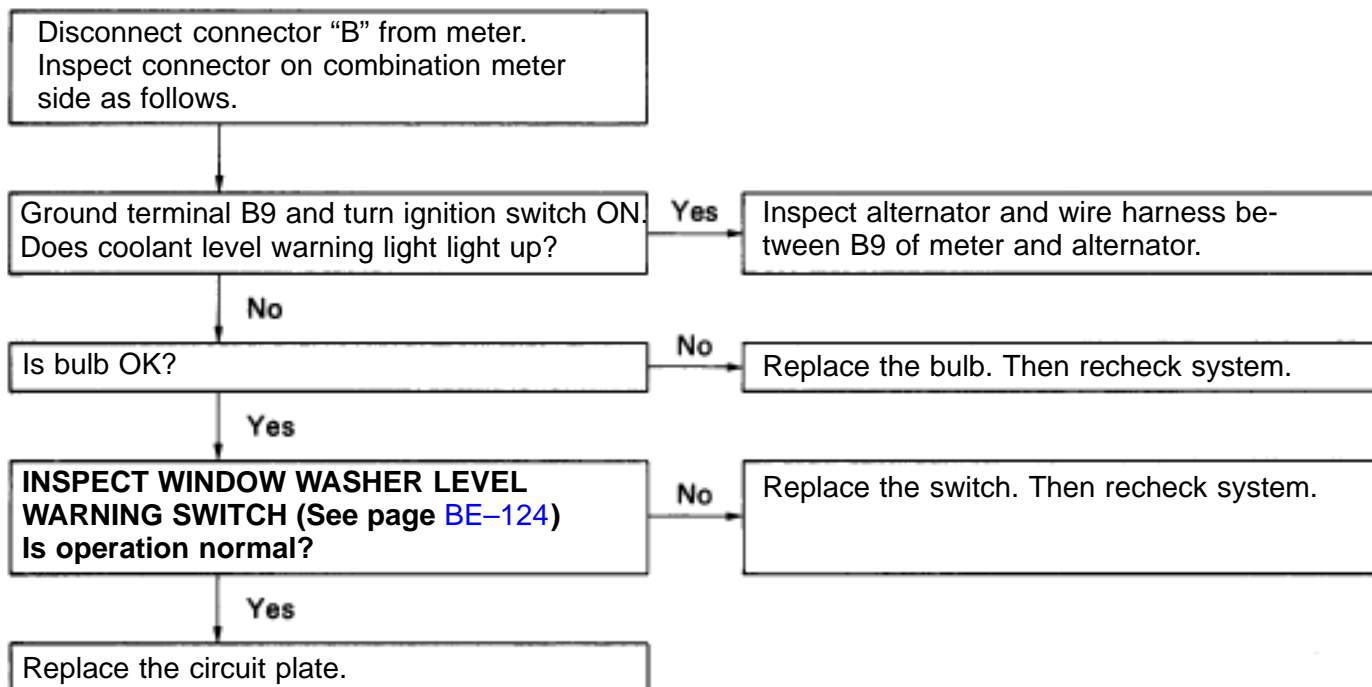 Disconnect connector “B” from meter.
Inspect connector on combination meter
side as follows.
Ground terminal B9 and turn ignition switch ON.
Does coolant level warning light light up?
Yes
Inspect alternator and wire harness be-
tween B9 of meter and alternator.
No
Is bulb OK?
No
Replace the bulb. Then recheck system.
Yes
INSPECT WINDOW WASHER LEVEL
WARNING SWITCH (See page BE–124)
Is operation normal?
No
Replace the switch. Then recheck system.
Yes
Replace the circuit plate.